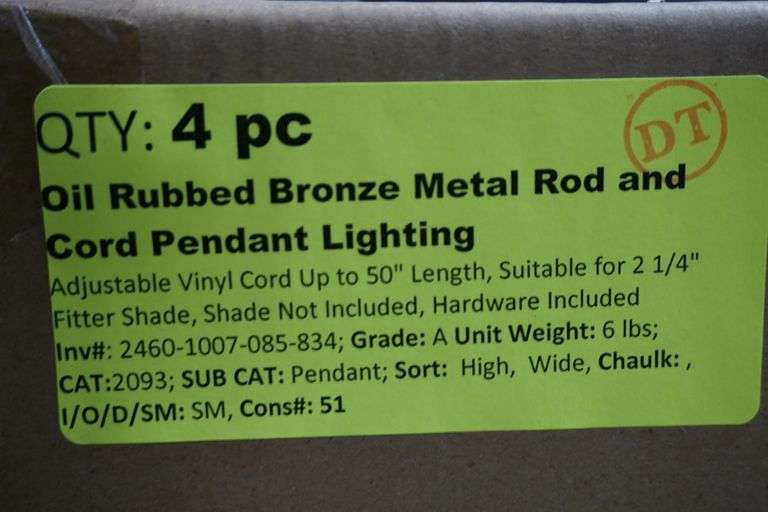 QTY: 4 pc
DT
Oil Rubbed Bronze Metal Rod and
Cord Pendant Lighting
Adjustable Vinyl Cord Up to 50" Length, Suitable for 2 1/4"
Fitter Shade, Shade Not Included, Hardware Included
Inv#: 2460-1007-085-834; Grade: A Unit Weight: 6 lbs;
CAT:2093; SUB CAT: Pendant; Sort: High, Wide, Chaulk: ,
I/O/D/SM: SM, Cons#: 51